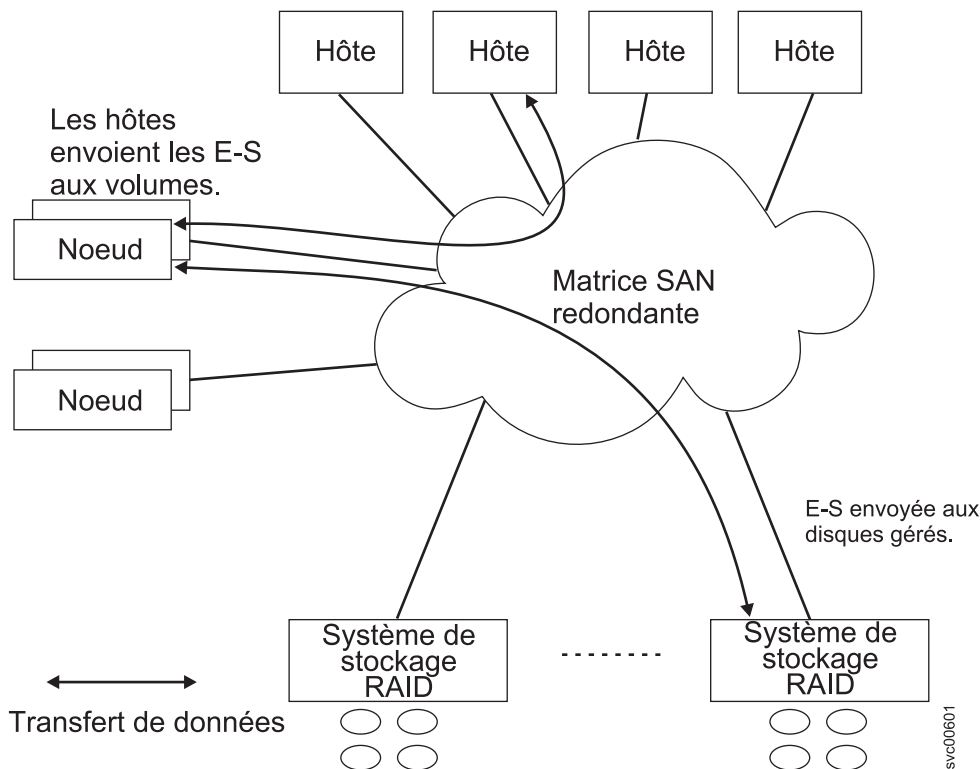 Hôte
Hôte
Hôte
Hôte
Les hôtes
envoient les E-S
aux volumes.
Noeud
Matrice SAN
redondante
Noeud
E-S envoyée aux
disques gérés.
Système de
stockage
RAID
Système de
stockage
RAID
Transfert de données
svc00601